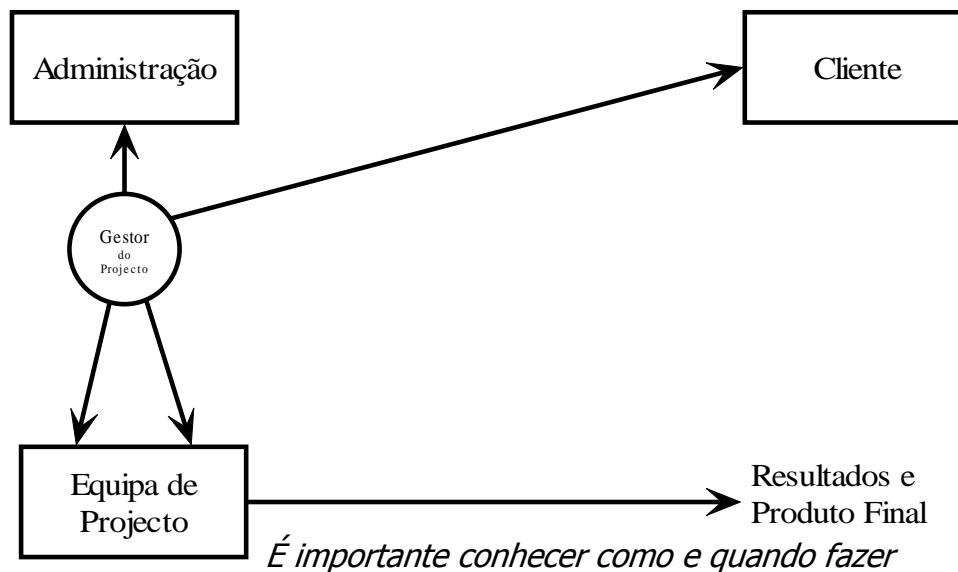 Administração
Cliente
Gestor
do
Projecto
Equipa de
Projecto
Resultados e
Produto Final
É importante conhecer como e quando fazer